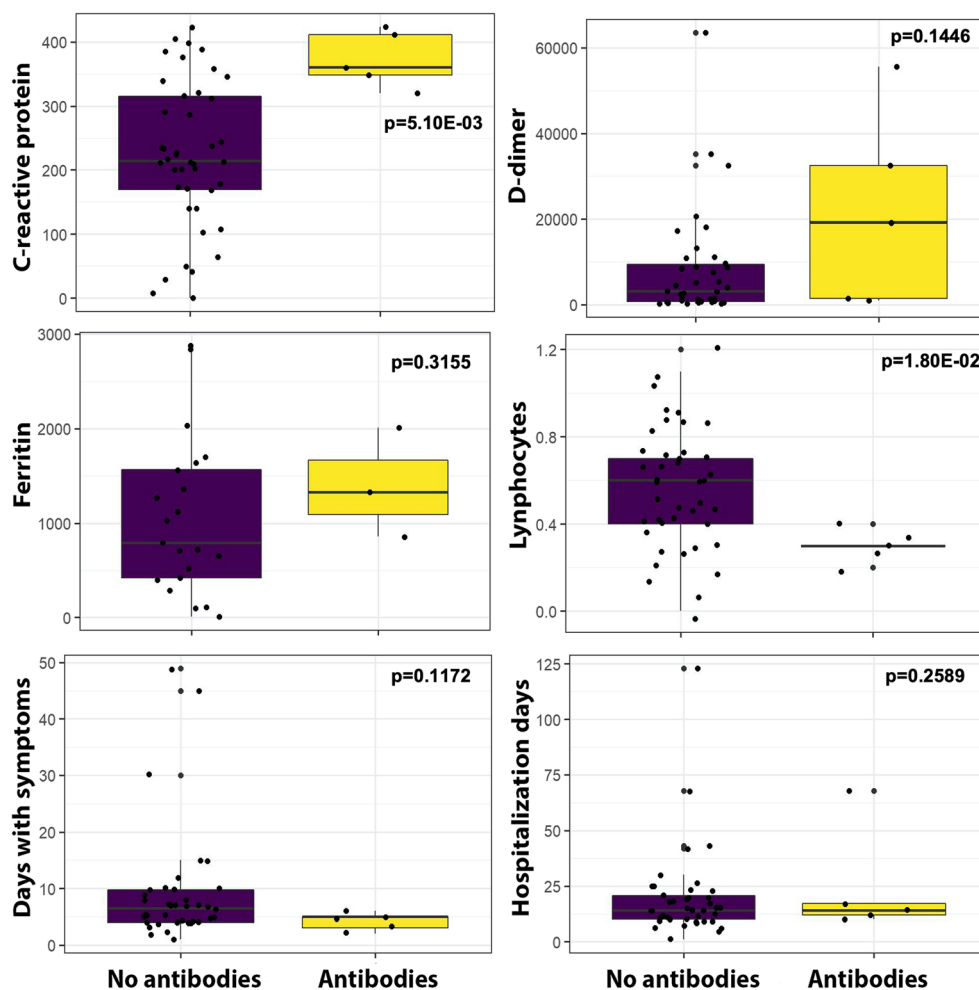 C-reactive protein
400
300
200
100
0
p=5.10E-03
D-dimer
60000
40000
20000
0
p=0.1446
Ferritin
3000
2000
1000
0
p=0.3155
Lynphocytes
1.2
0.8
0.4
0.0
p=1.80E-02
Days with symptoms
50
40
30
20
10
0
p=0.1172
Hospitalization days
125
100
75
50
25
0
p=0.2589
No antibodies Antibodies
No antibodies Antibodies